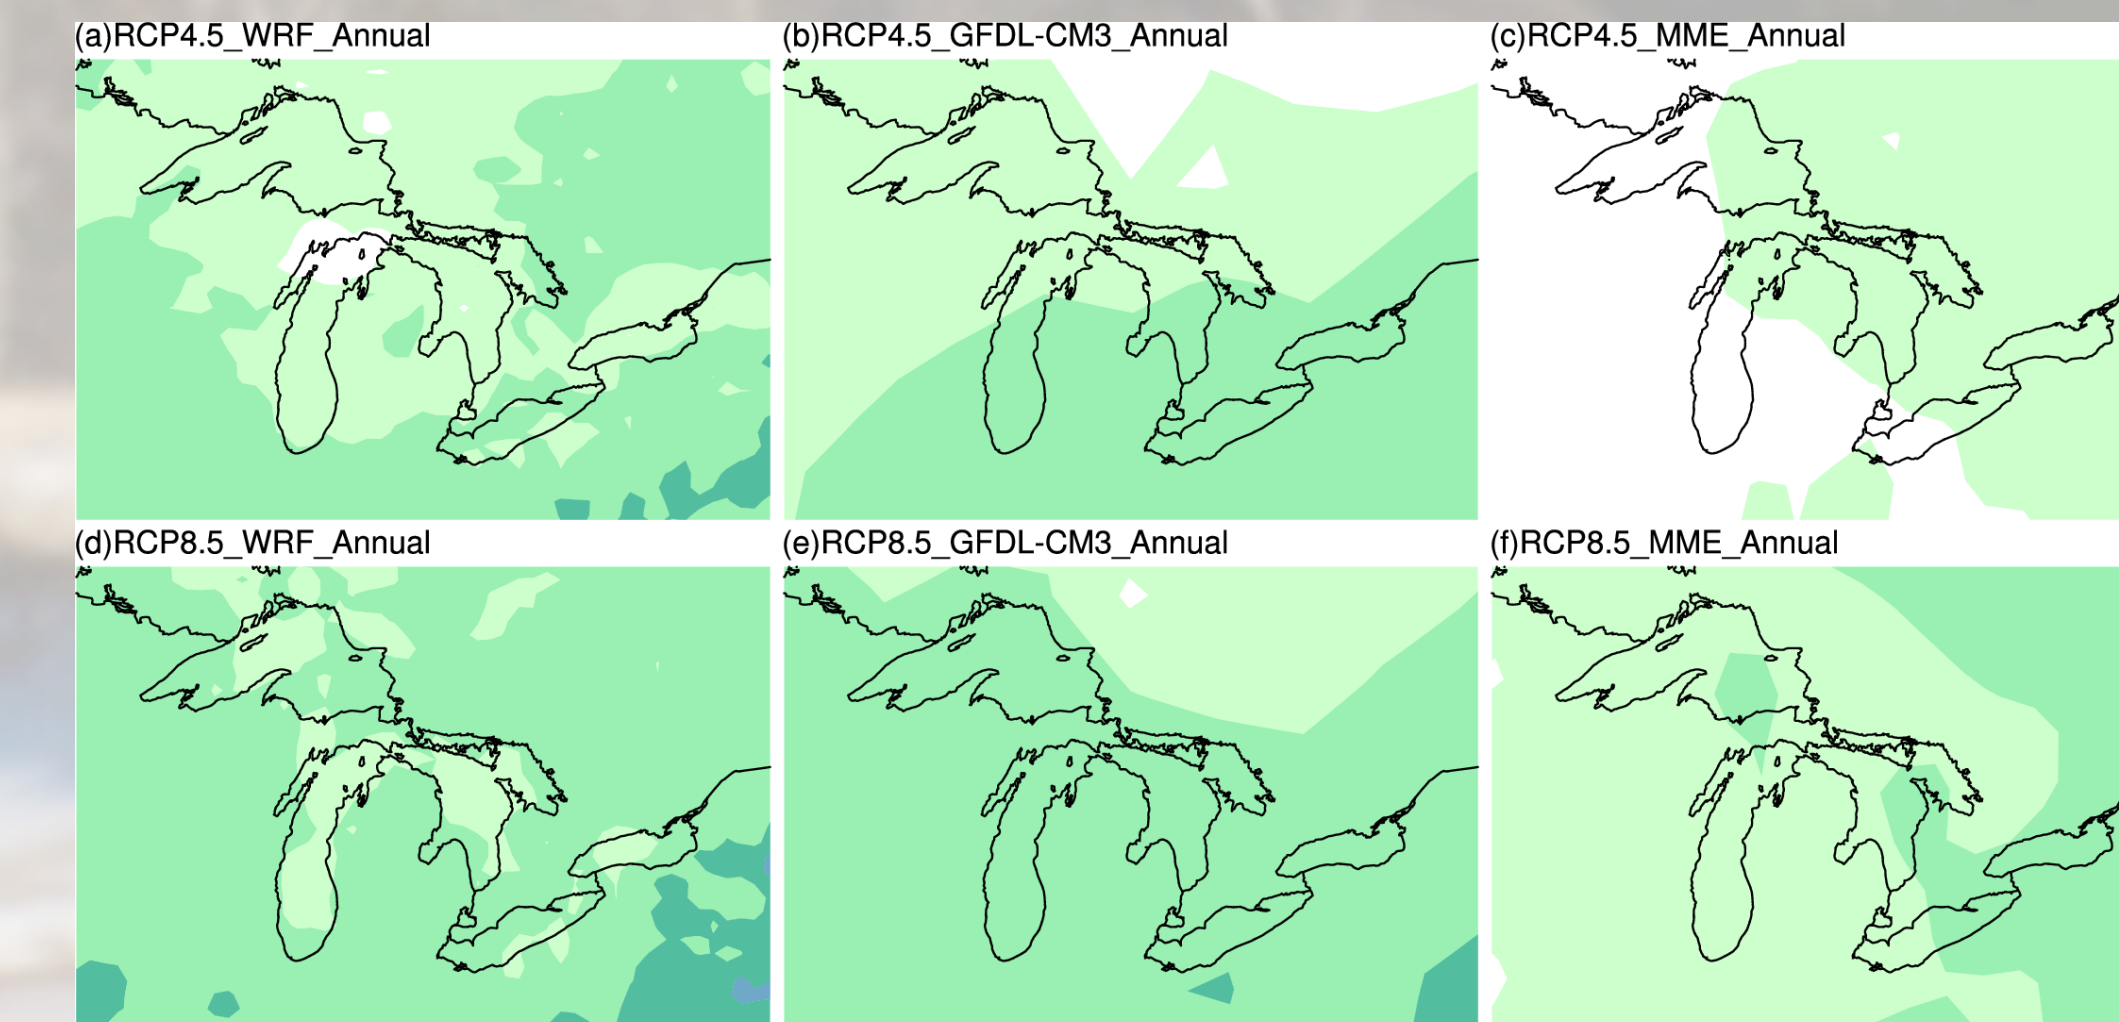 (a)RCP4.5_WRF_Annual
(b)RCP4.5_GFDL-CM3_Annual
(c)RCP4.5_MME_Annual
(d)RCP8.5_WRF_Annual
(e)RCP8.5_GFDL-CM3_Annual
(f)RCP8.5_MME_Annual